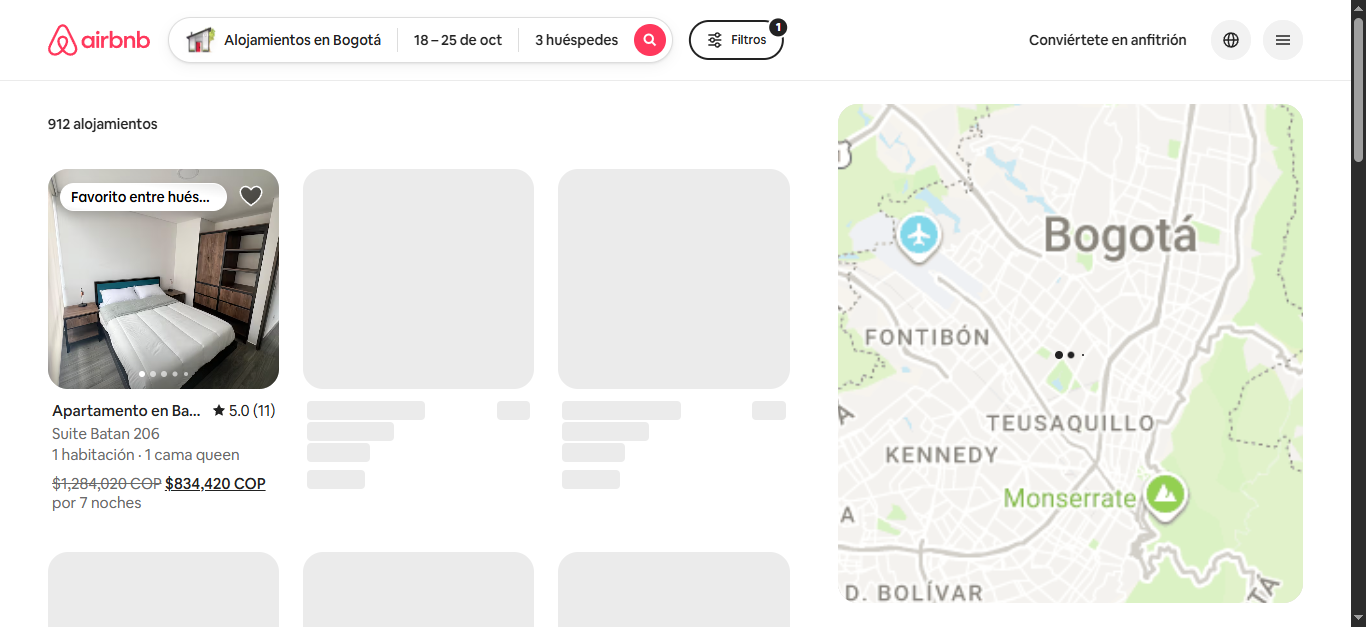 airbnb
Alojamientos en Bogotá
18 – 25 de oct
3 huéspedes
Filtros
1
Conviértete en anfitrión
912 alojamientos
Favorito entre hués...
Apartamento en Ba...
5.0 (11)
Suite Batan 206
1 habitación · 1 cama queen
$1,284,020 COP $834,420 COP
por 7 noches
Bogotá
FONTIBÓN
TEUSAQUILLO
KENNEDY
Monserrate
A
A
D. BOLÍVAR
TÁ